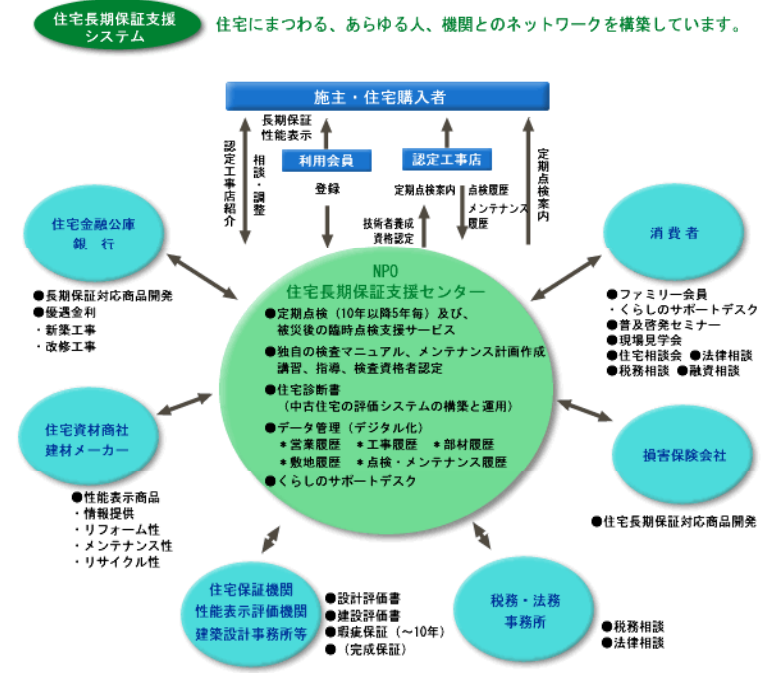 住宅長期保証支援
システム
住宅にまつわる、あらゆる人、機関とのネットワークを構築しています。
施主・住宅購入者
長期保証
性能表示
認定工事店紹介
相談・調整
利用会員
登録
認定工事店
定期点検案内
点検履歴
メンテナンス
履歴
技術者養成
資格認定
定期点検案内
住宅金融公庫
銀　行
●長期保証対応商品開発
●優遇金利
・新築工事
・改修工事
消費者
●ファミリー会員
・くらしのサポートデスク
●普及啓発セミナー
●現場見学会
●住宅相談会 ●法律相談
●税務相談 ●融資相談
NPO
住宅長期保証支援センター
●定期点検（10年以降5年毎）及び、
被災後の臨時点検支援サービス
●独自の検査マニュアル、メンテナンス計画作成
講習、指導、検査資格者認定
●住宅診断書
（中古住宅の評価システムの構築と運用）
●データ管理（デジタル化）
＊営業履歴 ＊工事履歴 ＊部材履歴
＊敷地履歴 ＊点検・メンテナンス履歴
●くらしのサポートデスク
住宅資材商社
建材メーカー
●性能表示商品
・情報提供
・リフォーム性
・メンテナンス性
・リサイクル性
損害保険会社
●住宅長期保証対応商品開発
住宅保証機関
性能表示評価機関
建築設計事務所等
●設計評価書
●建設評価書
●瑕疵保証（～10年）
●（完成保証）
税務・法務
事務所
●税務相談
●法律相談